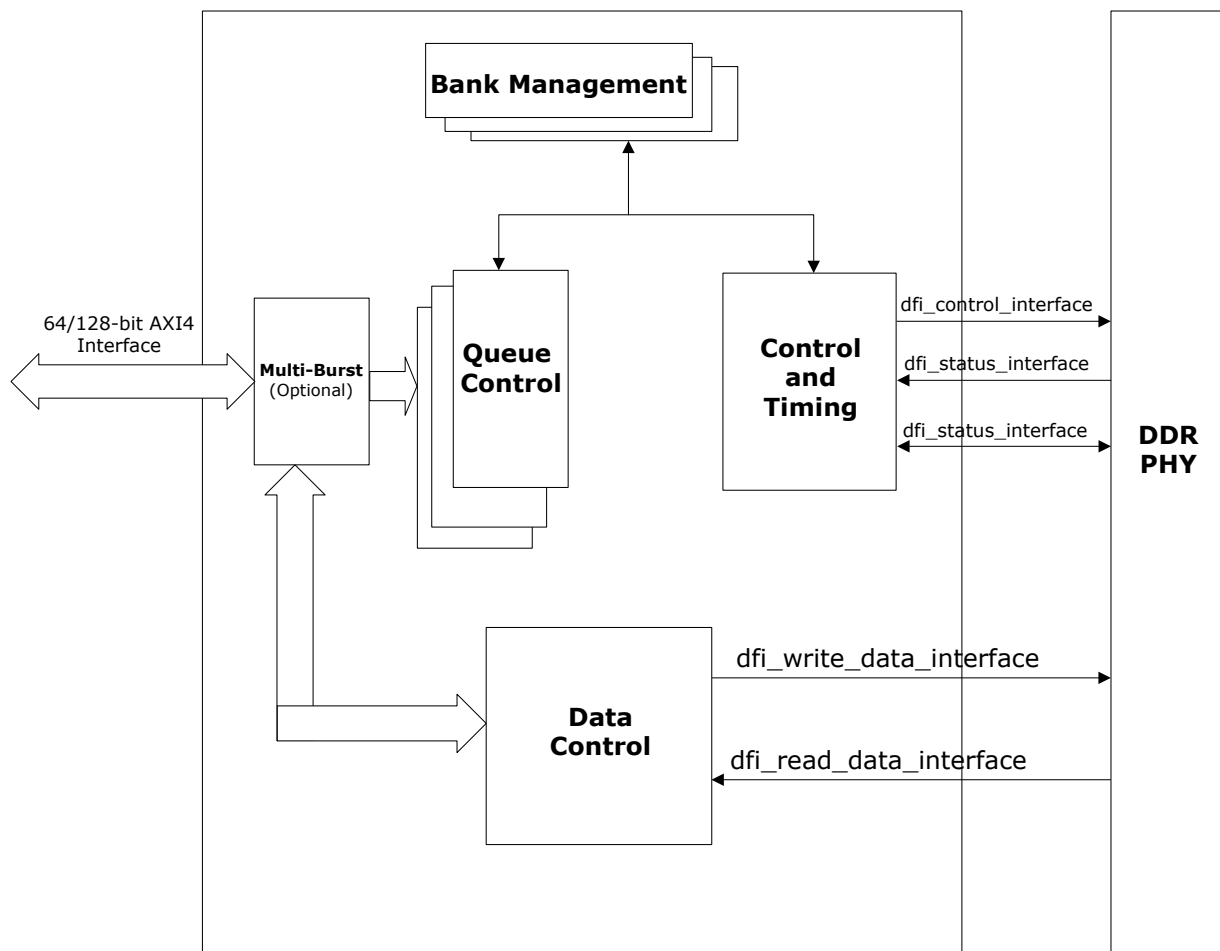 Bank Management
64/128-bit AXI4
Interface
Multi-Burst
(Optional)
Queue
Control
Control
and
Timing
dfi_control_interface
dfi_status_interface
dfi_status_interface
DDR
PHY
Data
Control
dfi_write_data_interface
dfi_read_data_interface